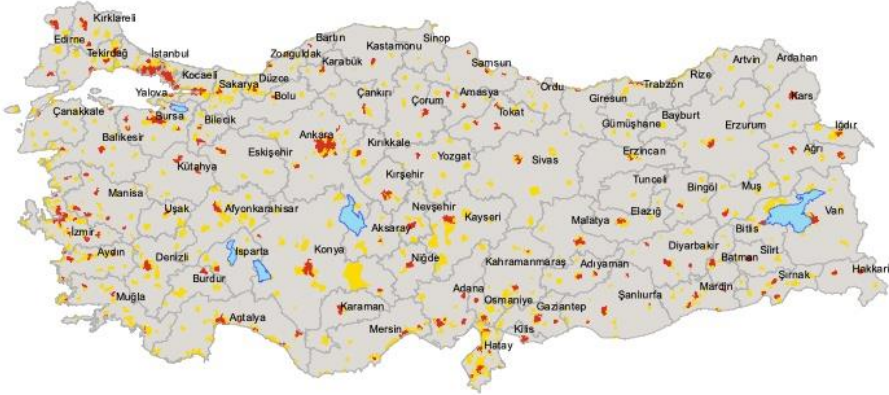 Kırklareli
Edirne
Tekirdağ
İstanbul
Kocaeli
Yalova
Sakarya
Düzce
Zonguldak
Bartın
Karabük
Kastamonu
Sinop
Samsun
Ordu
Giresun
Trabzon
Rize
Artvin
Ardahan
Kars
Çanakkale
Balıkesir
Bursa
Bilecik
Bolu
Çankırı
Çorum
Amasya
Tokat
Gümüşhane
Bayburt
Erzurum
Iğdır
Ağrı
Kütahya
Eskişehir
Ankara
Kırıkkale
Yozgat
Sivas
Erzincan
Manisa
Uşak
Afyonkarahisar
Kırşehir
Nevşehir
Kayseri
Tunceli
Bingöl
Muş
Van
İzmir
Aydın
Denizli
Isparta
Konya
Aksaray
Niğde
Malatya
Elazığ
Bitlis
Muğla
Burdur
Kahramanmaraş
Adıyaman
Diyarbakır
Batman
Siirt
Şırnak
Hakkari
Antalya
Karaman
Mersin
Adana
Osmaniye
Gaziantep
Şanlıurfa
Mardin
Kilis
Hatay